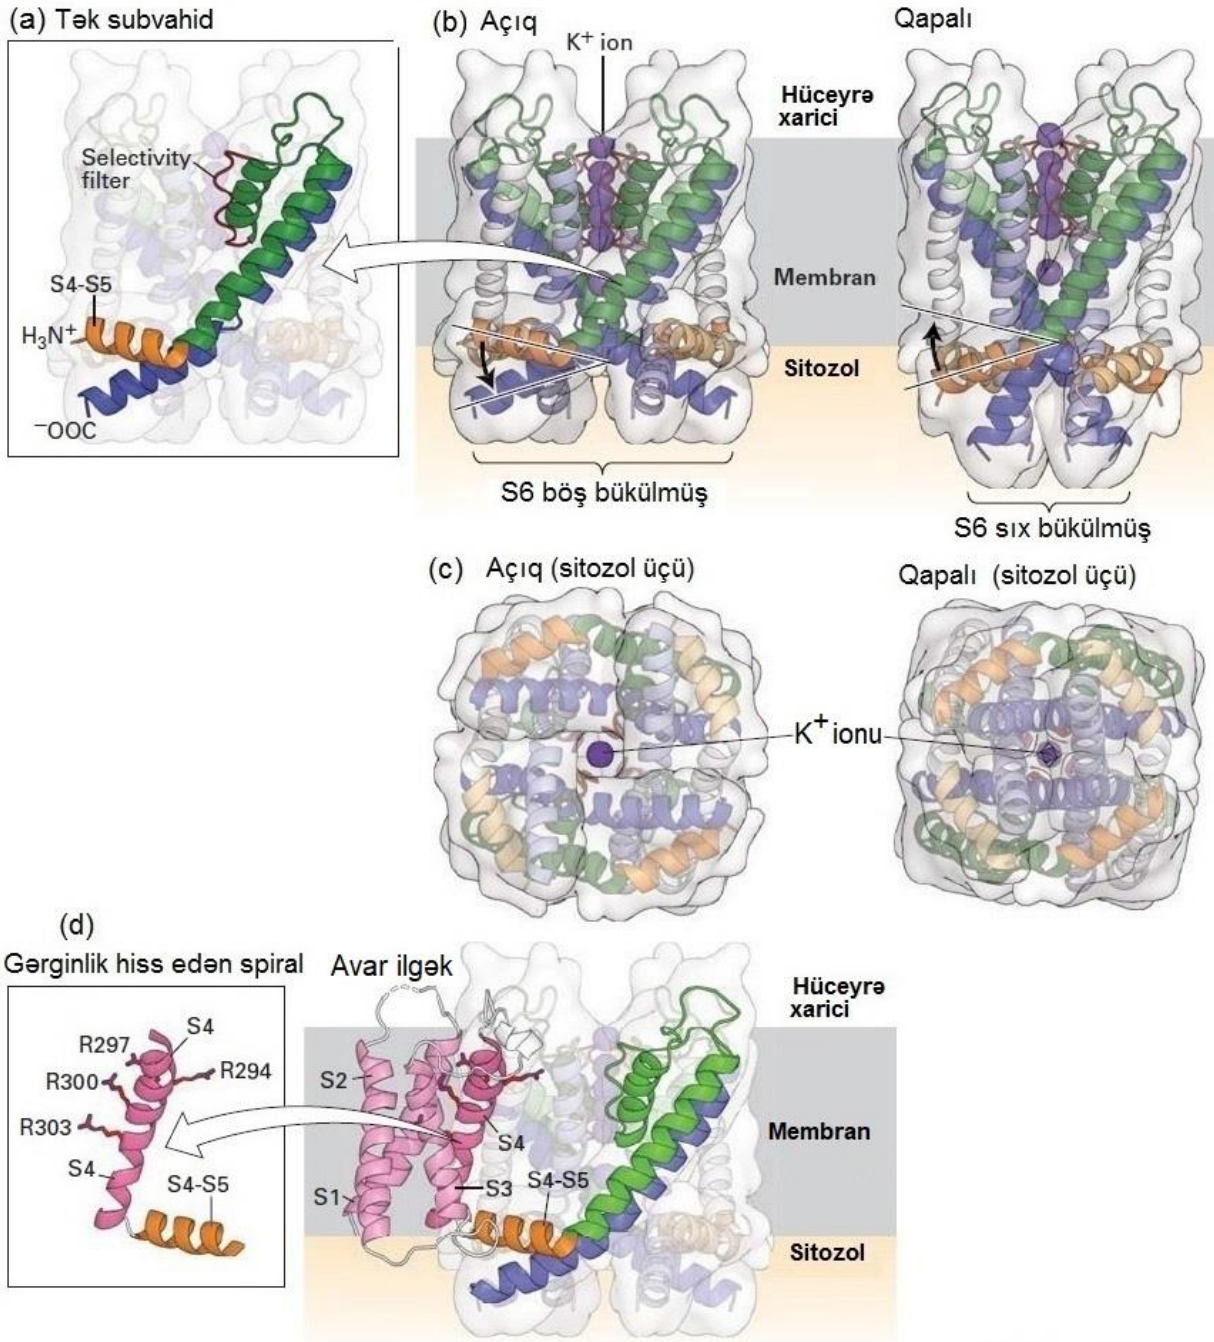 (a) Tək subvahid
Selectivity
filter
S4-S5
H₃N⁺
⁻OOC
(b) Açıq
Qapalı
K⁺ ion
Hüceyrə
xarici
Membran
Sitozol
S6 böş bükülmüş
S6 sıx bükülmüş
(c) Açıq (sitozol üçü)
Qapalı (sitozol üçü)
K⁺ ionu
(d)
Gərginlik hiss edən spiral
S4
R297
R294
R300
R303
S4
S4-S5
Avar ilgək
S2
S4
S1
S3
S4-S5
Hüceyrə
xarici
Membran
Sitozol